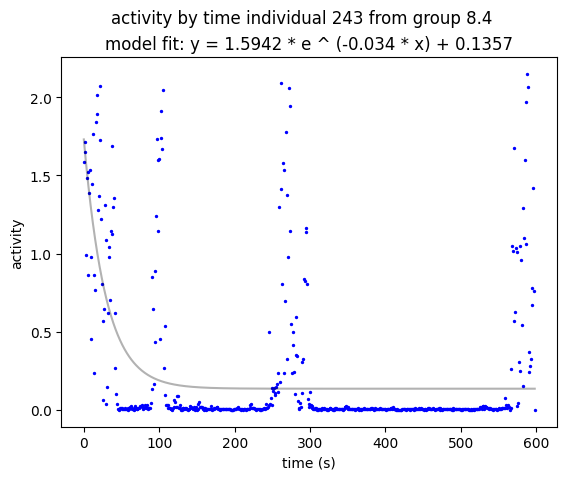 activity by time individual 243 from group 8.4
model fit: y = 1.5942 * e ^ (-0.034 * x) + 0.1357
2.0
1.5
1.0
0.5
0.0
activity
0 100 200 300 400 500 600
time (s)